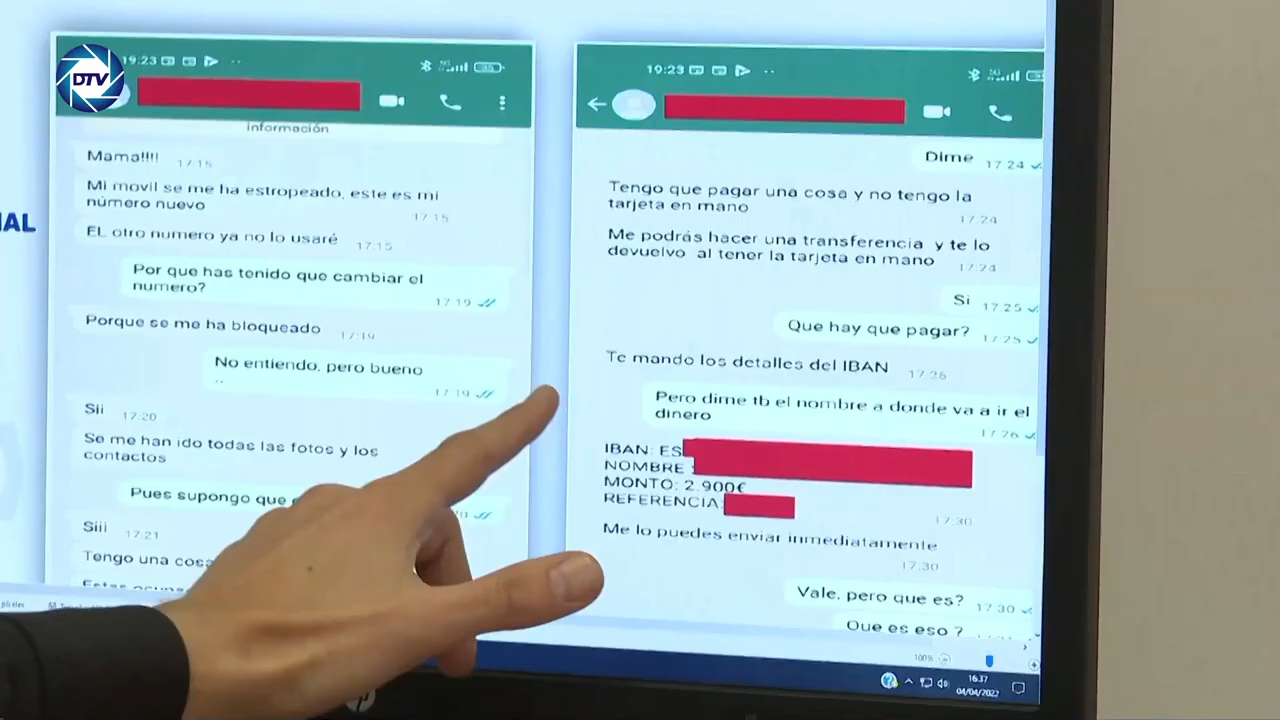 DTV
IAL
19:23
información
Mama!!!! 17:15
Mi movil se me ha estropeado, este es mi
número nuevo 17:15
EL otro numero ya no lo usaré 17:15
Por que has tenido que cambiar el
numero? 17:19
Porque se me ha bloqueado 17:19
No entiendo, pero bueno
.. 17:19
Sii 17:20
Se me han ido todas las fotos y los
contactos
Pues supongo que
Siii 17:21
Tengo una cosa
19:23
Dime 17:24
Tengo que pagar una cosa y no tengo la
tarjeta en mano 17:24
Me podrás hacer una transferencia y te lo
devuelvo al tener la tarjeta en mano 17:24
Si 17:25
Que hay que pagar? 17:25
Te mando los detalles del IBAN 17:26
Pero dime tb el nombre a donde va a ir el
dinero 17:26
IBAN: ES
NOMBRE :
MONTO: 2.900€
REFERENCIA:
17:30
Me lo puedes enviar inmediatamente
17:30
Vale, pero que es? 17:30
Que es eso ?
100%
16:37
04/04/2022